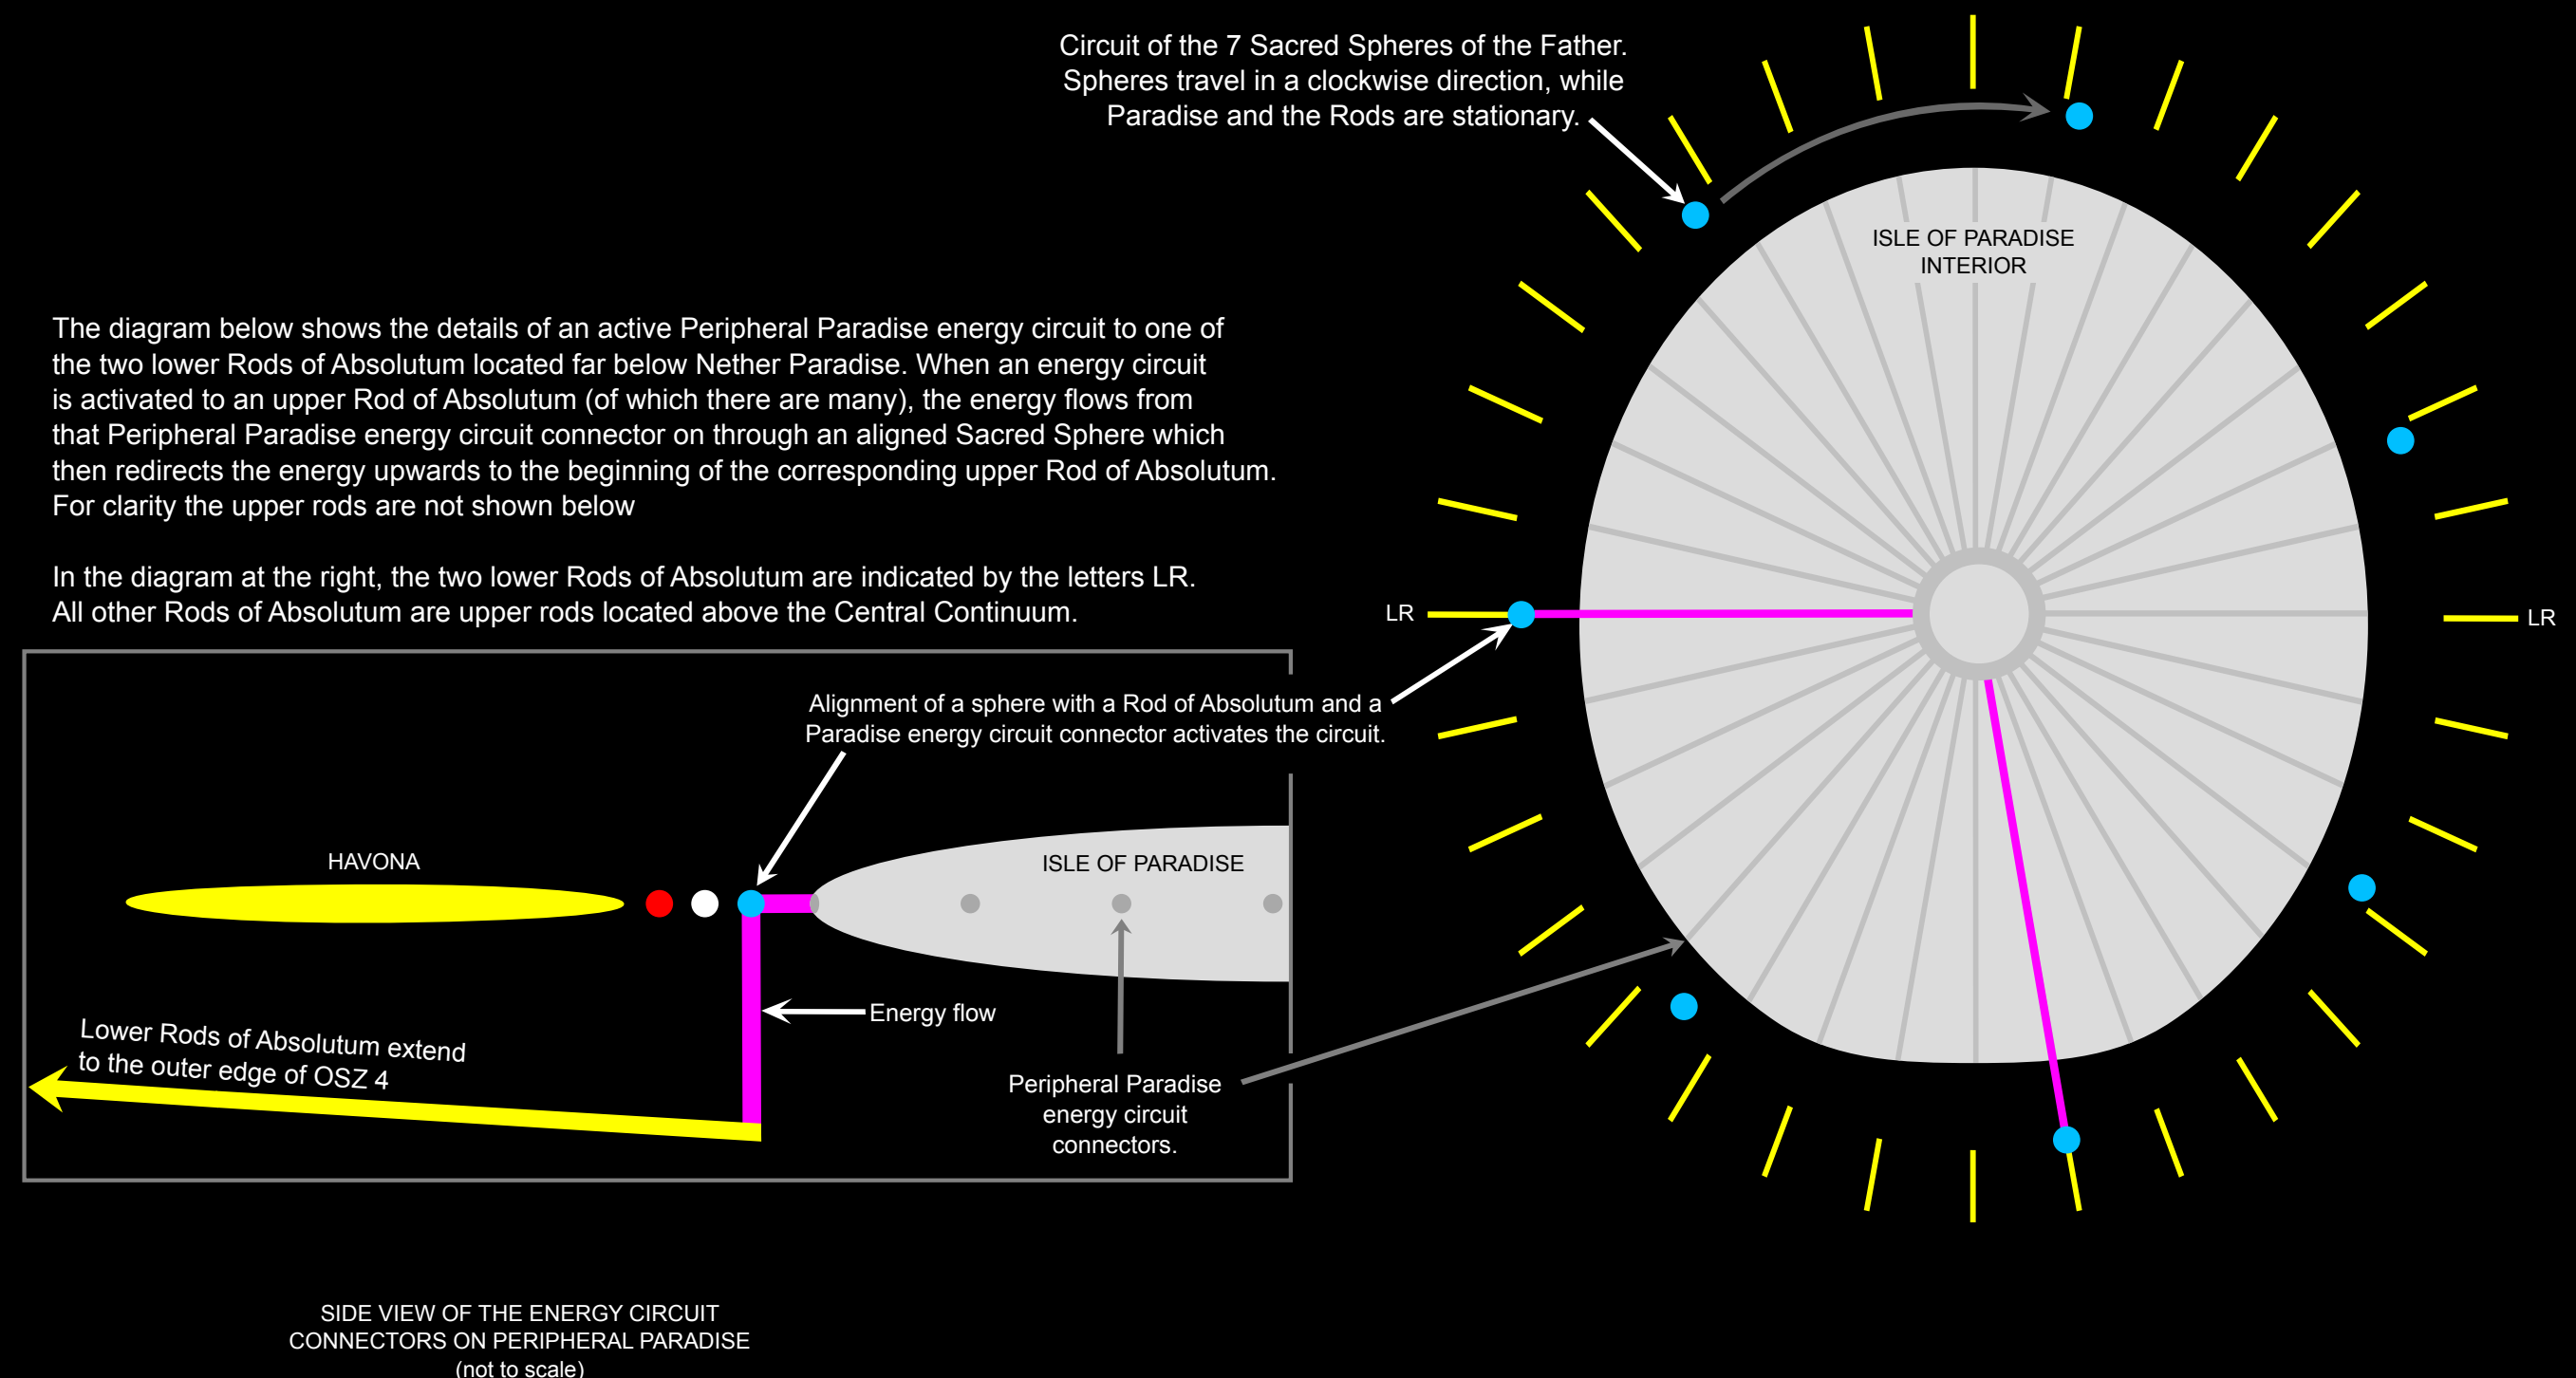 Circuit of the 7 Sacred Spheres of the Father.
Spheres travel in a clockwise direction, while
Paradise and the Rods are stationary.
ISLE OF PARADISE
INTERIOR
The diagram below shows the details of an active Peripheral Paradise energy circuit to one of
the two lower Rods of Absolutum located far below Nether Paradise. When an energy circuit
is activated to an upper Rod of Absolutum (of which there are many), the energy flows from
that Peripheral Paradise energy circuit connector on through an aligned Sacred Sphere which
then redirects the energy upwards to the beginning of the corresponding upper Rod of Absolutum.
For clarity the upper rods are not shown below
In the diagram at the right, the two lower Rods of Absolutum are indicated by the letters LR.
All other Rods of Absolutum are upper rods located above the Central Continuum.
LR
LR
Alignment of a sphere with a Rod of Absolutum and a
Paradise energy circuit connector activates the circuit.
HAVONA
ISLE OF PARADISE
Energy flow
Lower Rods of Absolutum extend
to the outer edge of OSZ 4
Peripheral Paradise
energy circuit
connectors.
SIDE VIEW OF THE ENERGY CIRCUIT
CONNECTORS ON PERIPHERAL PARADISE
(not to scale)